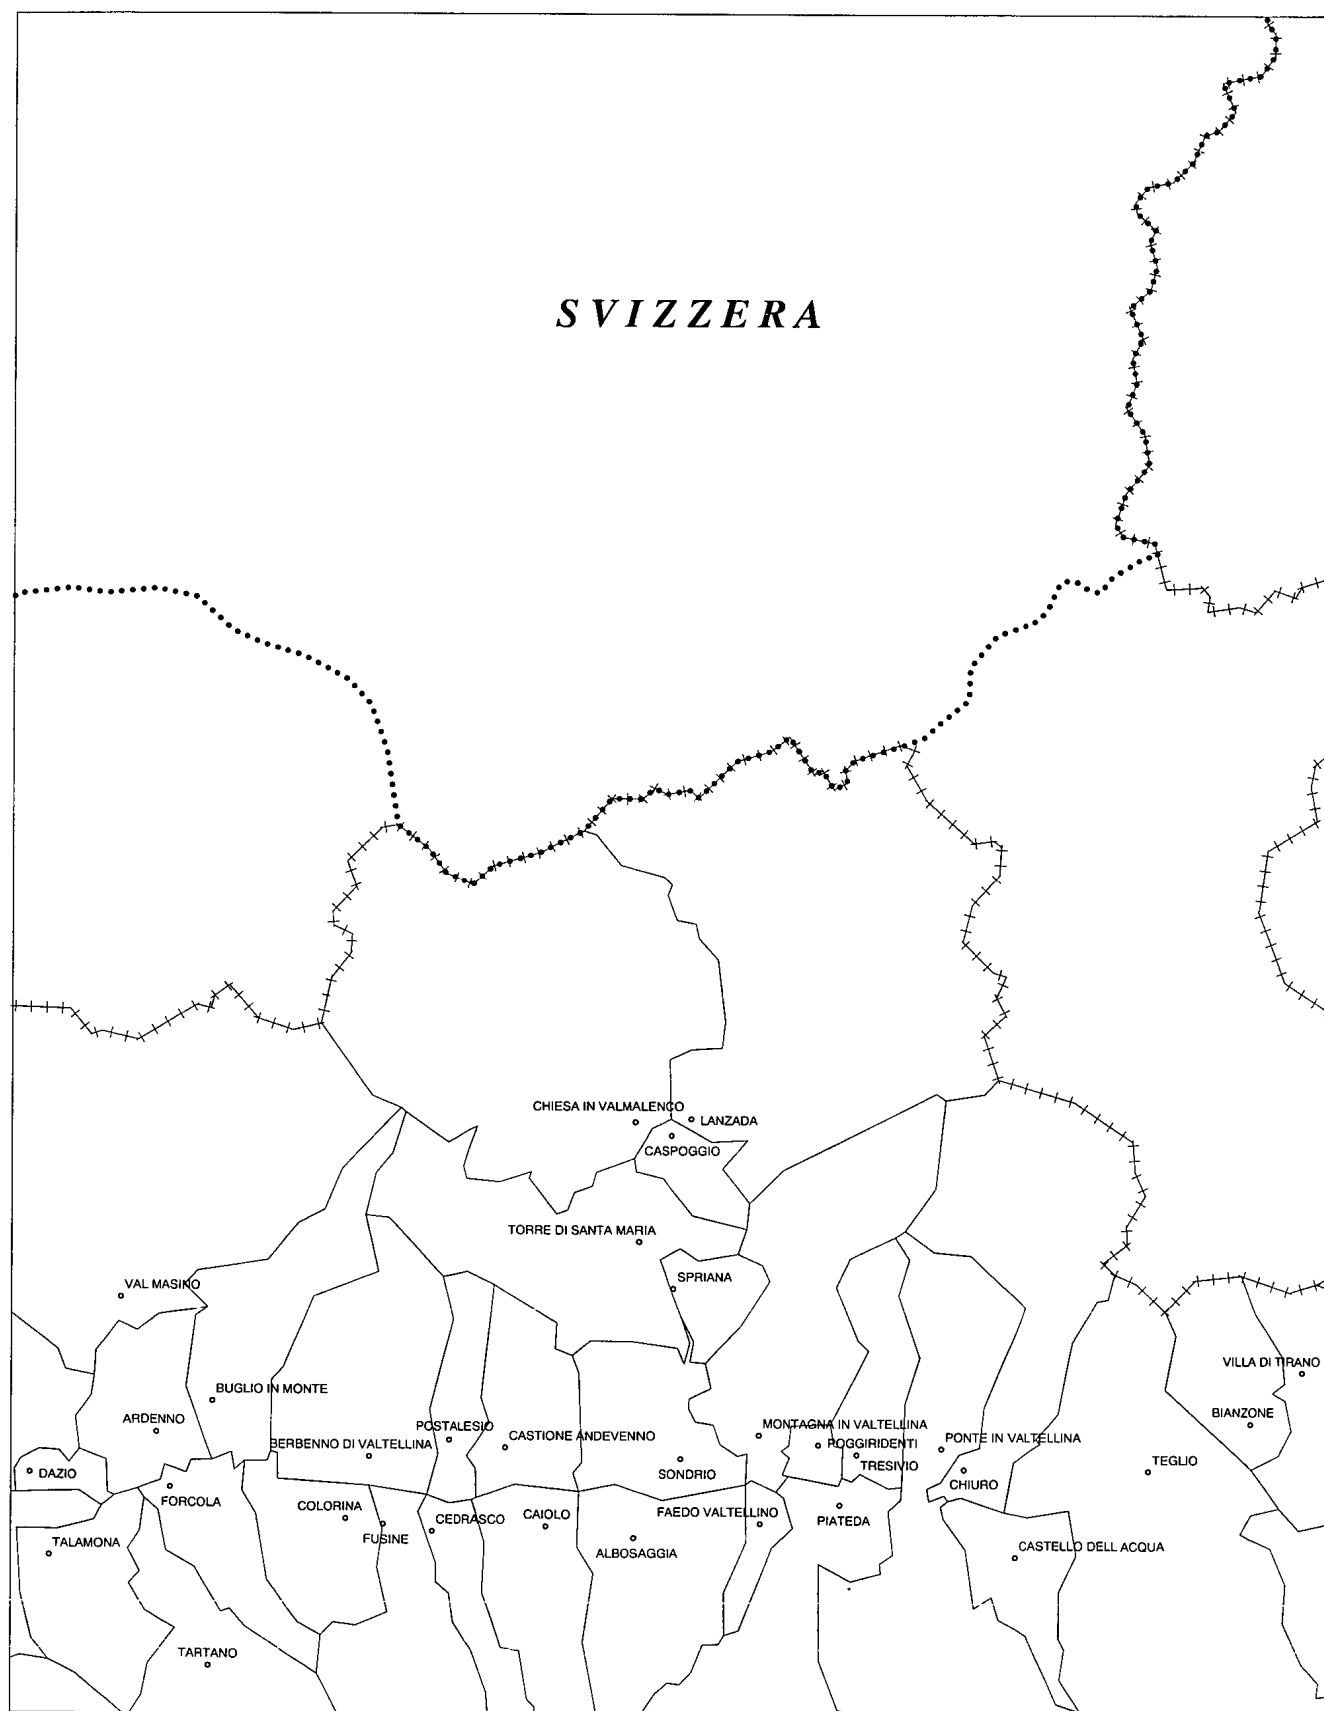 SVIZZERA
CHIESA IN VALMALENCO
LANZADA
CASPOGGIO
TORRE DI SANTA MARIA
SPRIANA
VAL MASINO
VILLA DI TIRANO
BUGLIO IN MONTE
BIANZONE
ARDENNO
POSTALESIO
MONTAGNA IN VALTELLINA
CASTIONE ANDEVENNO
PONTE IN VALTELLINA
BERBENNO DI VALTELLINA
POGGIRIDENTI
TRESIVIO
TEGLIO
DAZIO
SONDRIO
CHIURO
FORCOLA
COLORINA
FAEDO VALTELLINO
CAIOLO
CEDRASCO
PIATEDA
FUSINE
TALAMONA
CASTELLO DELL ACQUA
ALBOSAGGIA
TARTANO